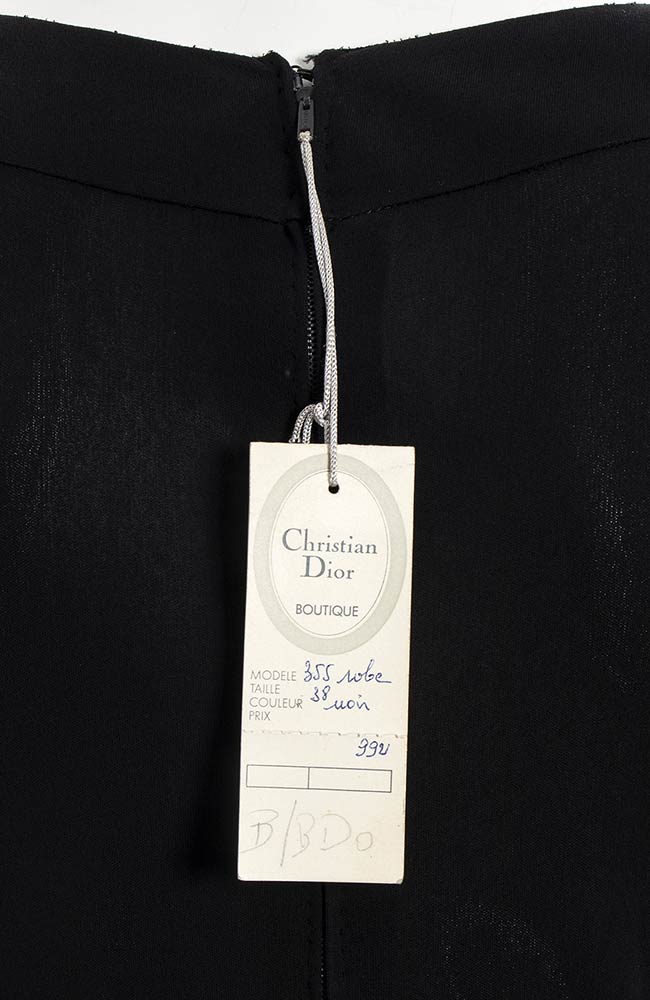 Christian
Dior
BOUTIQUE
MODELE 355 robe
TAILLE 38
COULEUR noir
PRIX
992
B/BDo